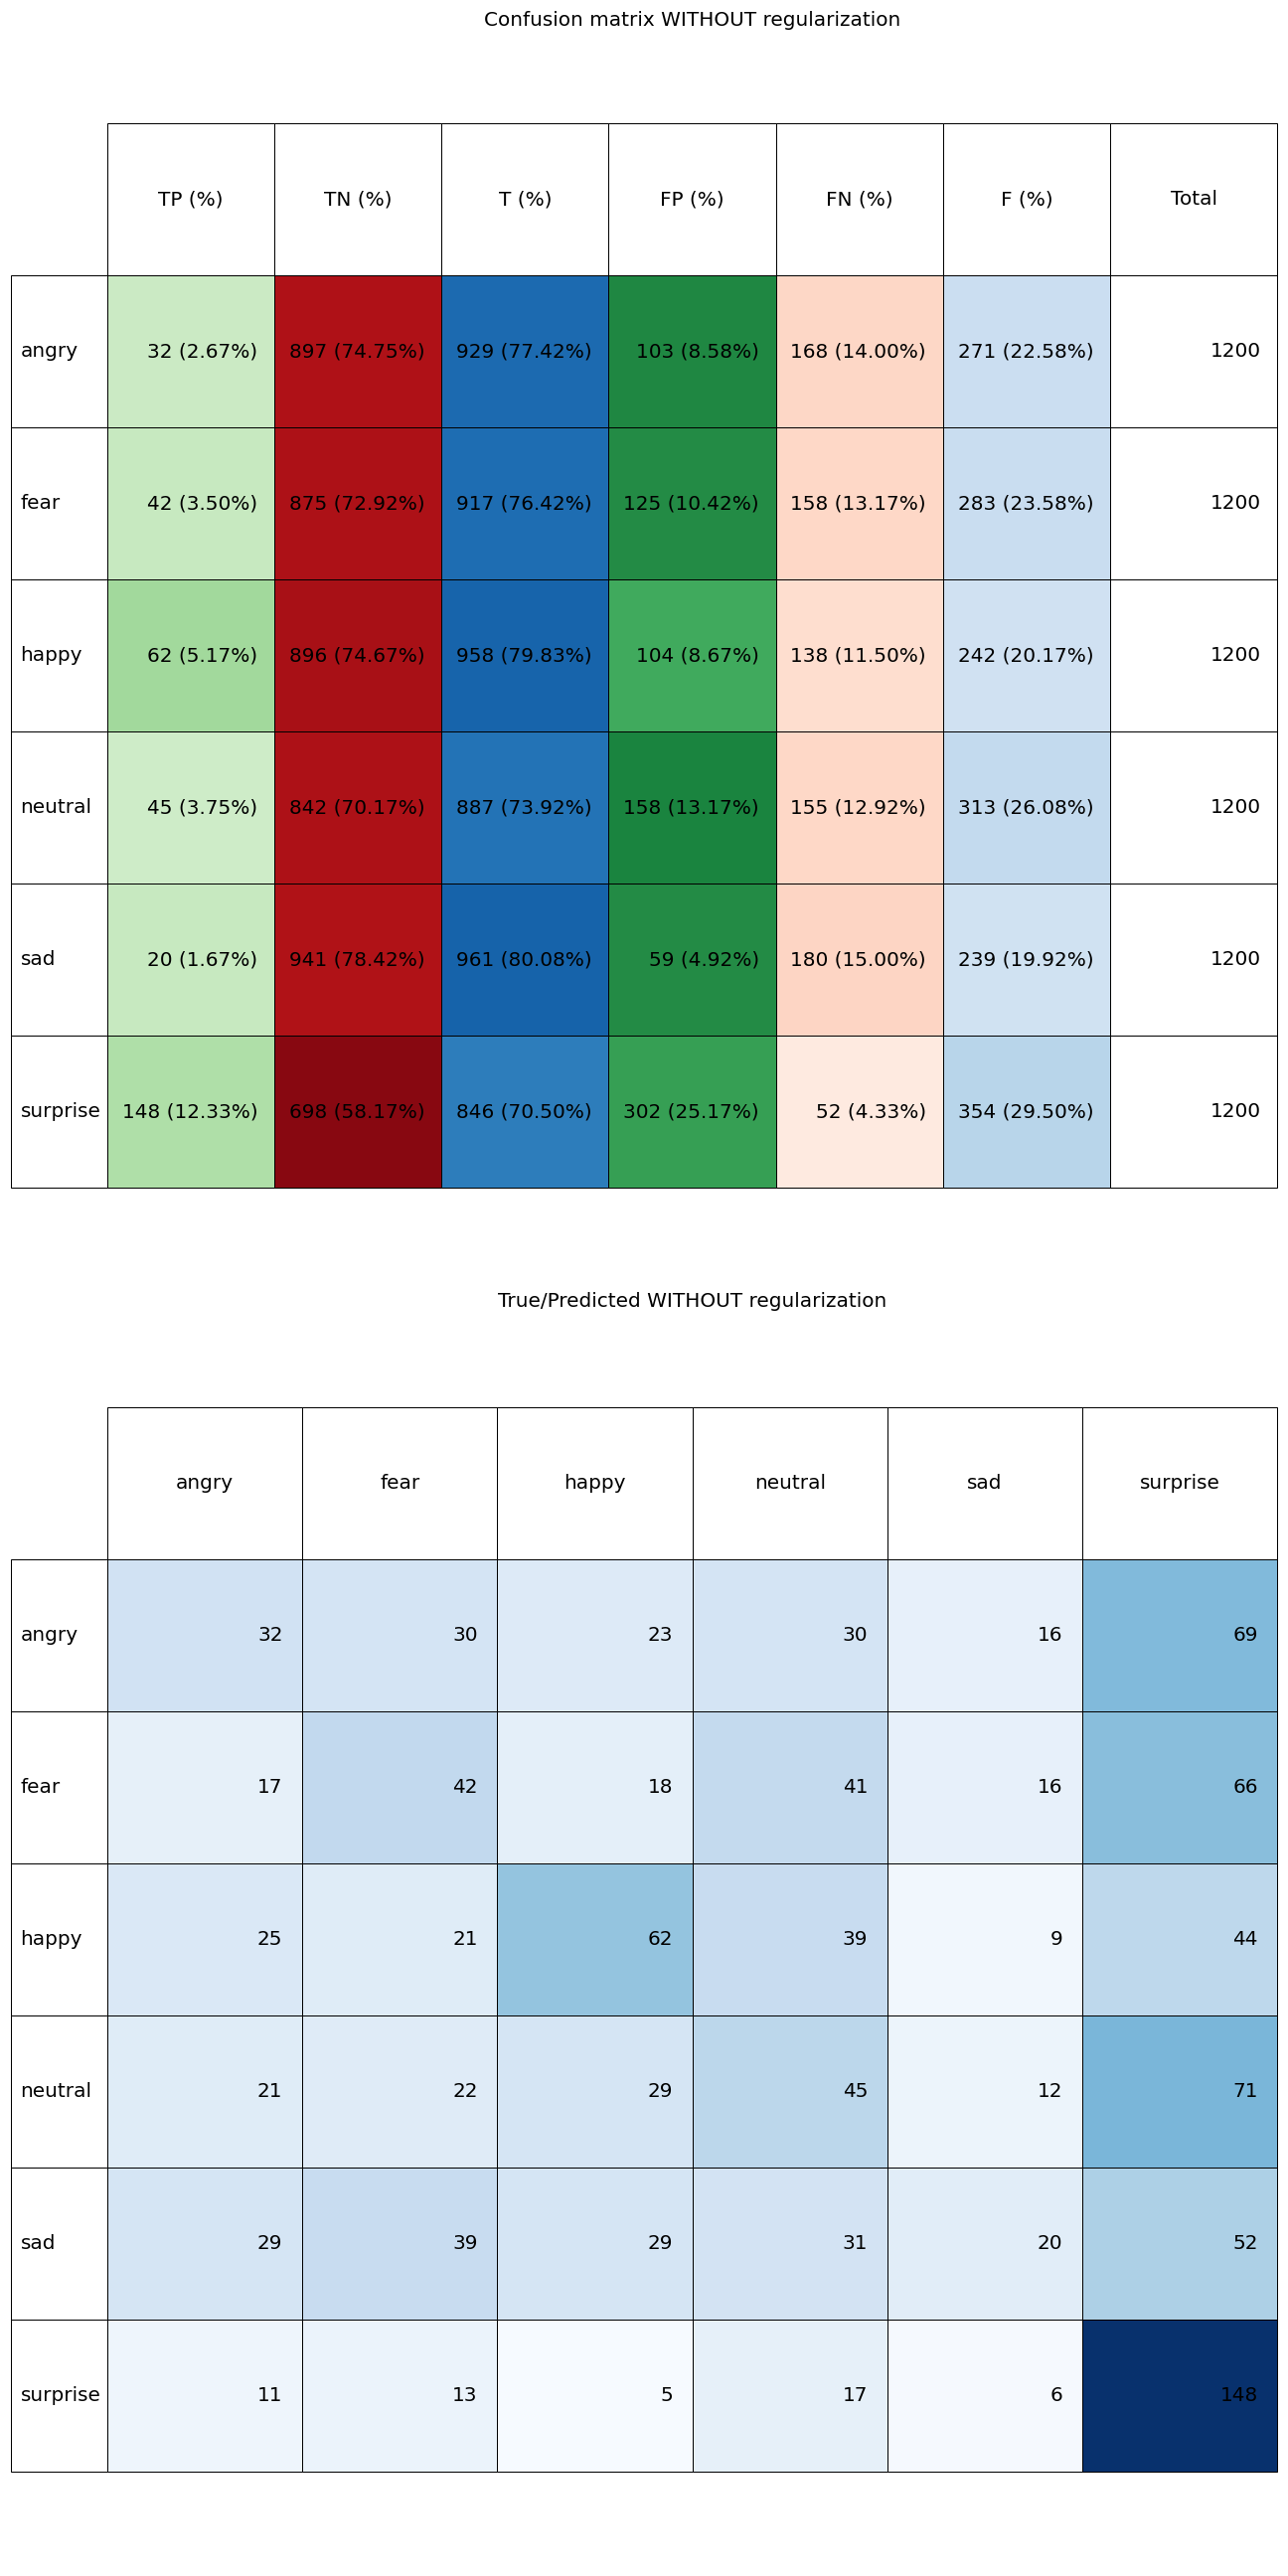 Confusion matrix WITHOUT regularization
TP (%) TN (%) T (%) FP (%) FN (%) F (%) Total
angry 32 (2.67%) 897 (74.75%) 929 (77.42%) 103 (8.58%) 168 (14.00%) 271 (22.58%) 1200
fear 42 (3.50%) 875 (72.92%) 917 (76.42%) 125 (10.42%) 158 (13.17%) 283 (23.58%) 1200
happy 62 (5.17%) 896 (74.67%) 958 (79.83%) 104 (8.67%) 138 (11.50%) 242 (20.17%) 1200
neutral 45 (3.75%) 842 (70.17%) 887 (73.92%) 158 (13.17%) 155 (12.92%) 313 (26.08%) 1200
sad 20 (1.67%) 941 (78.42%) 961 (80.08%) 59 (4.92%) 180 (15.00%) 239 (19.92%) 1200
surprise 148 (12.33%) 698 (58.17%) 846 (70.50%) 302 (25.17%) 52 (4.33%) 354 (29.50%) 1200
True/Predicted WITHOUT regularization
angry fear happy neutral sad surprise
angry 32 30 23 30 16 69
fear 17 42 18 41 16 66
happy 25 21 62 39 9 44
neutral 21 22 29 45 12 71
sad 29 39 29 31 20 52
surprise 11 13 5 17 6 148